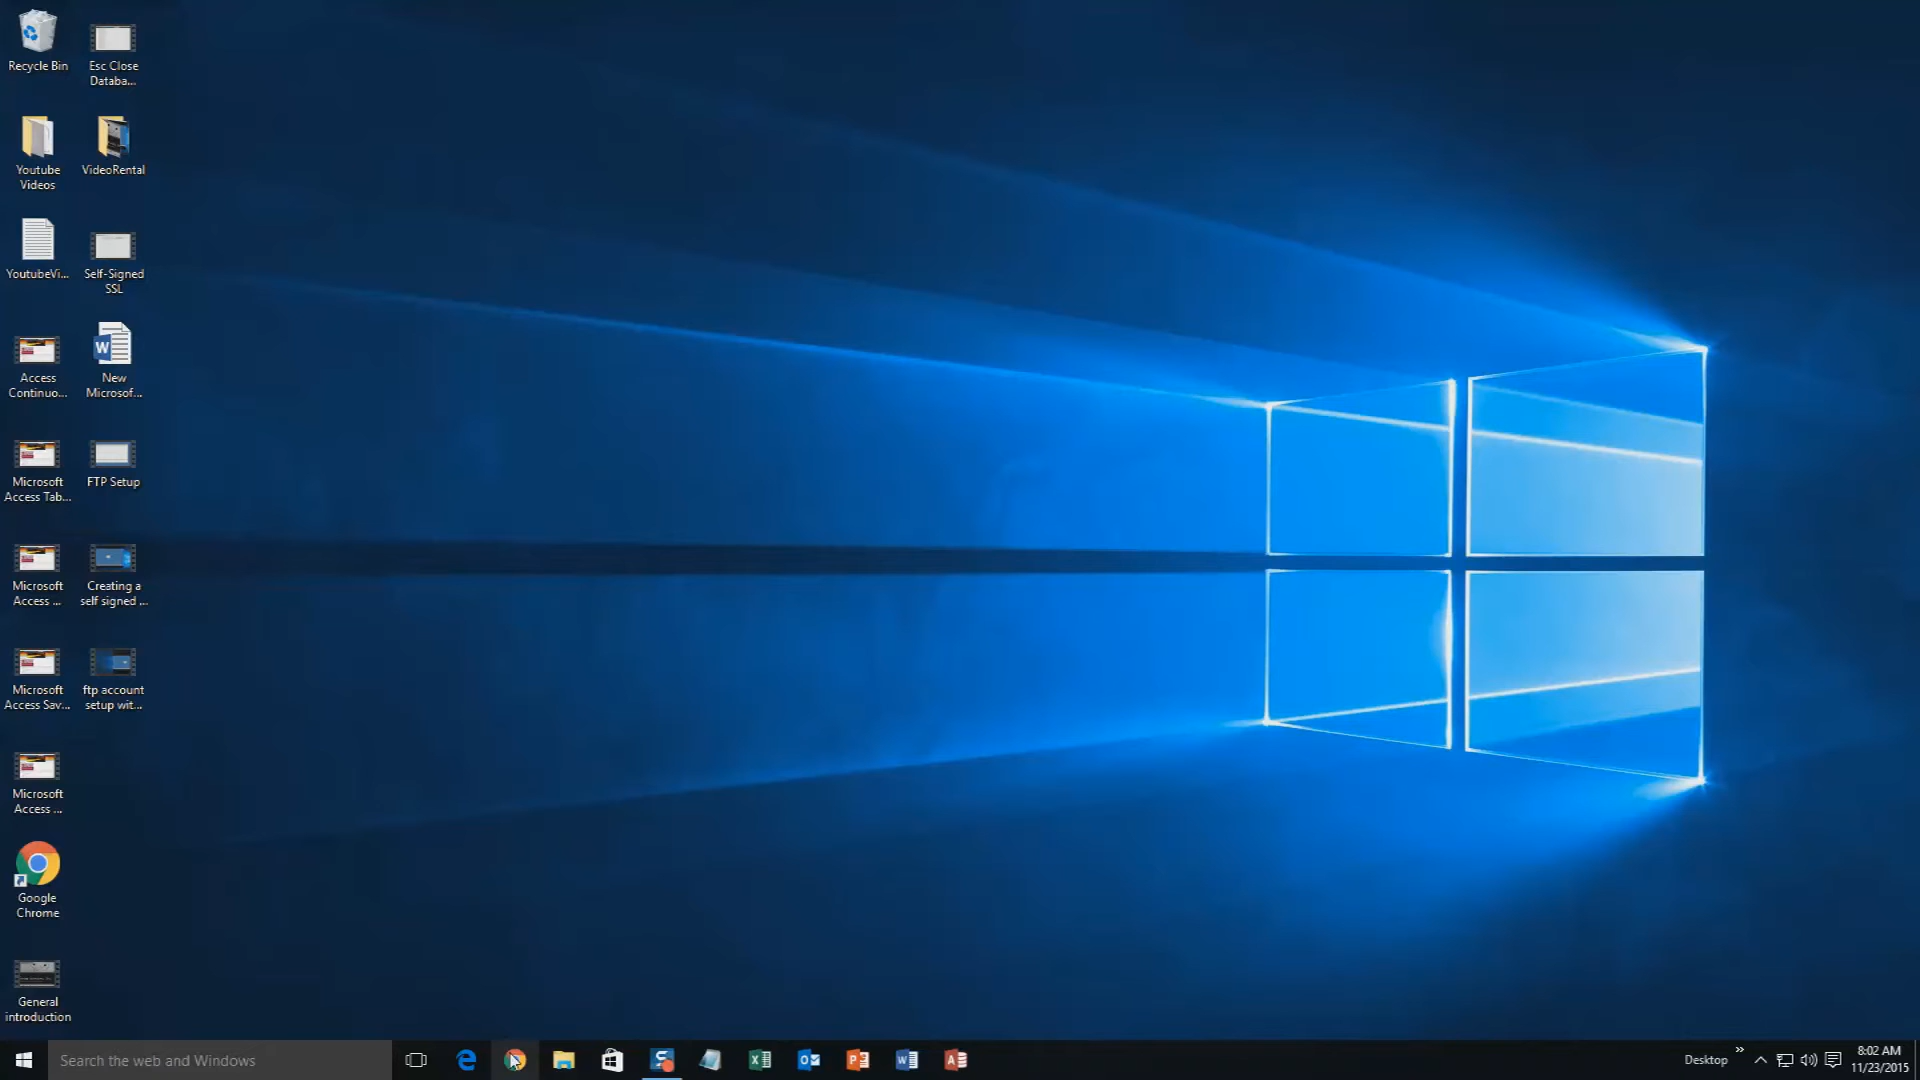 Recycle Bin
Esc Close
Databa...
Youtube
Videos
VideoRental
YoutubeVi...
Self-Signed
SSL
Access
Continuo...
New
Microsof...
Microsoft
Access Tab...
FTP Setup
Microsoft
Access ...
Creating a
self signed ...
Microsoft
Access Sav...
ftp account
setup wit...
Microsoft
Access ...
Google
Chrome
General
introduction
Search the web and Windows
Desktop
8:02 AM
11/23/2015